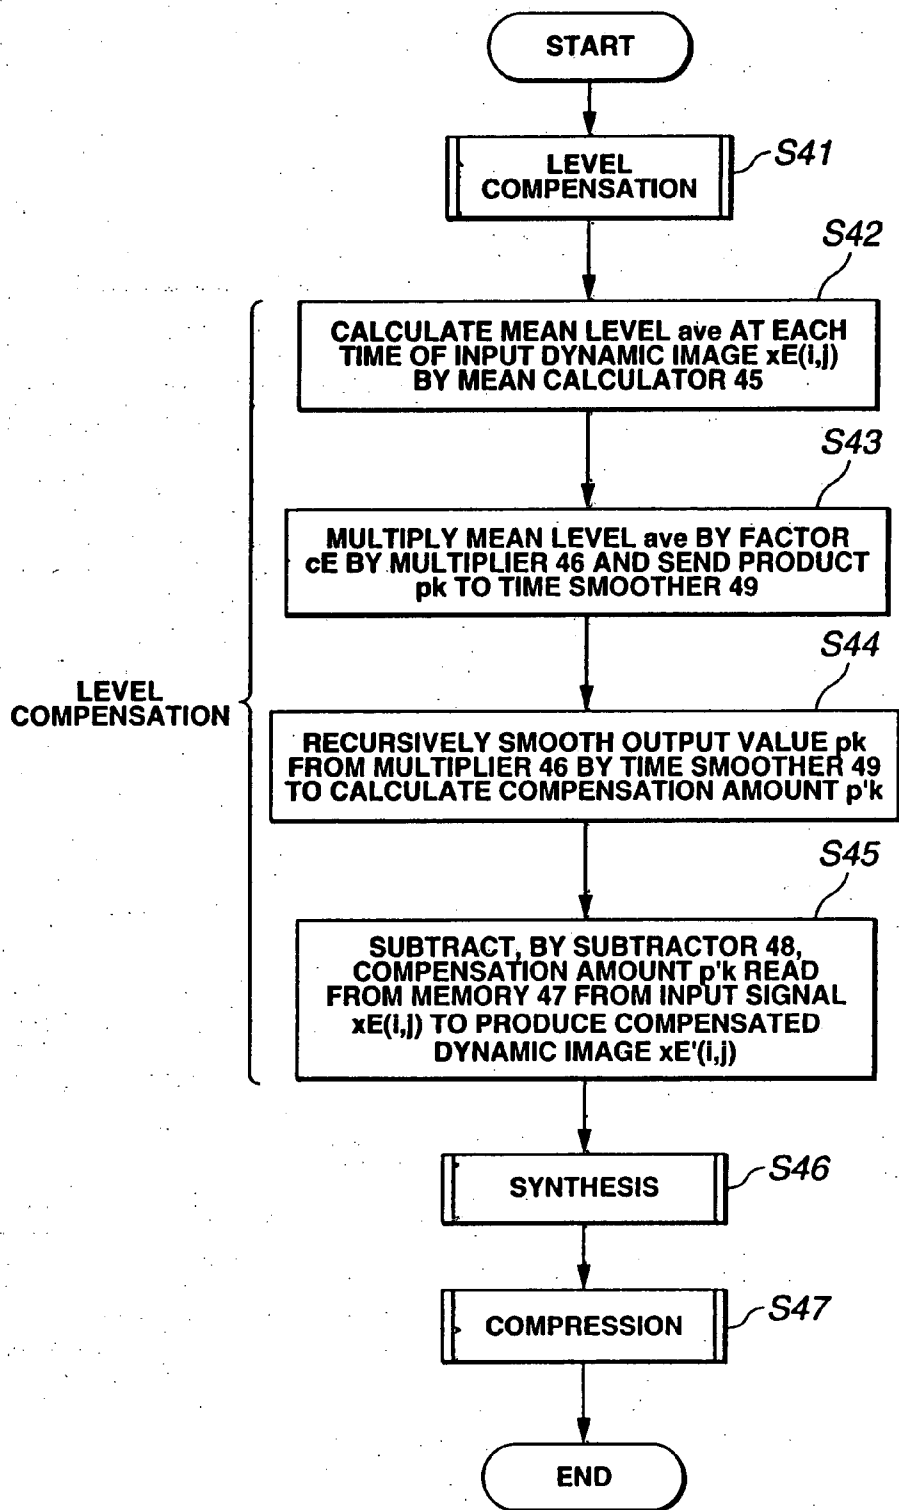 START
LEVEL
COMPENSATION
S41
S42
CALCULATE MEAN LEVEL ave AT EACH
TIME OF INPUT DYNAMIC IMAGE xE(i,j)
BY MEAN CALCULATOR 45
S43
MULTIPLY MEAN LEVEL ave BY FACTOR
cE BY MULTIPLIER 46 AND SEND PRODUCT
pk TO TIME SMOOTHER 49
S44
LEVEL
COMPENSATION
RECURSIVELY SMOOTH OUTPUT VALUE pk
FROM MULTIPLIER 46 BY TIME SMOOTHER 49
TO CALCULATE COMPENSATION AMOUNT p'k
S45
SUBTRACT, BY SUBTRACTOR 48,
COMPENSATION AMOUNT p'k READ
FROM MEMORY 47 FROM INPUT SIGNAL
xE(i,j) TO PRODUCE COMPENSATED
DYNAMIC IMAGE xE'(i,j)
SYNTHESIS
S46
COMPRESSION
S47
END